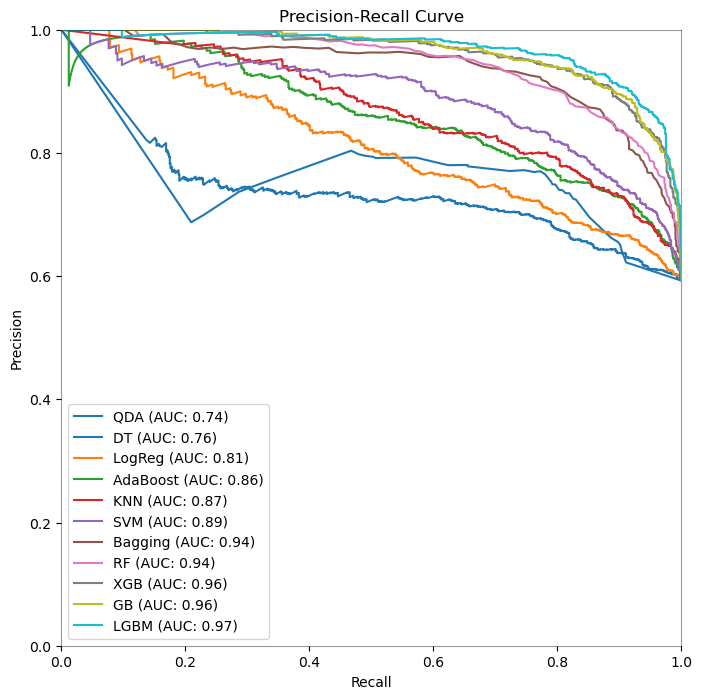 Precision-Recall Curve
1.0
0.8
0.6
0.4
0.2
0.0
Precision
QDA (AUC: 0.74)
DT (AUC: 0.76)
LogReg (AUC: 0.81)
AdaBoost (AUC: 0.86)
KNN (AUC: 0.87)
SVM (AUC: 0.89)
Bagging (AUC: 0.94)
RF (AUC: 0.94)
XGB (AUC: 0.96)
GB (AUC: 0.96)
LGBM (AUC: 0.97)
0.0 0.2 0.4 0.6 0.8 1.0
Recall